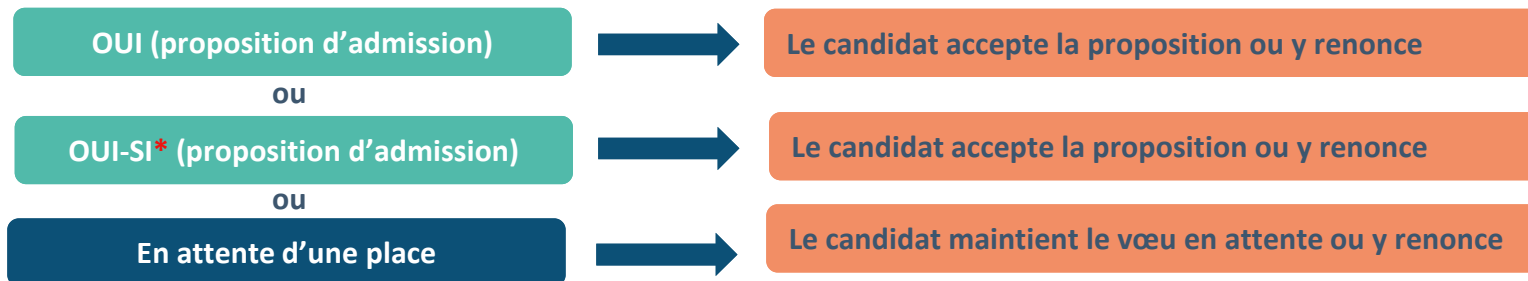 OUI (proposition d’admission)
Le candidat accepte la proposition ou y renonce
ou
OUI-SI* (proposition d’admission)
Le candidat accepte la proposition ou y renonce
ou
En attente d’une place
Le candidat maintient le vœu en attente ou y renonce